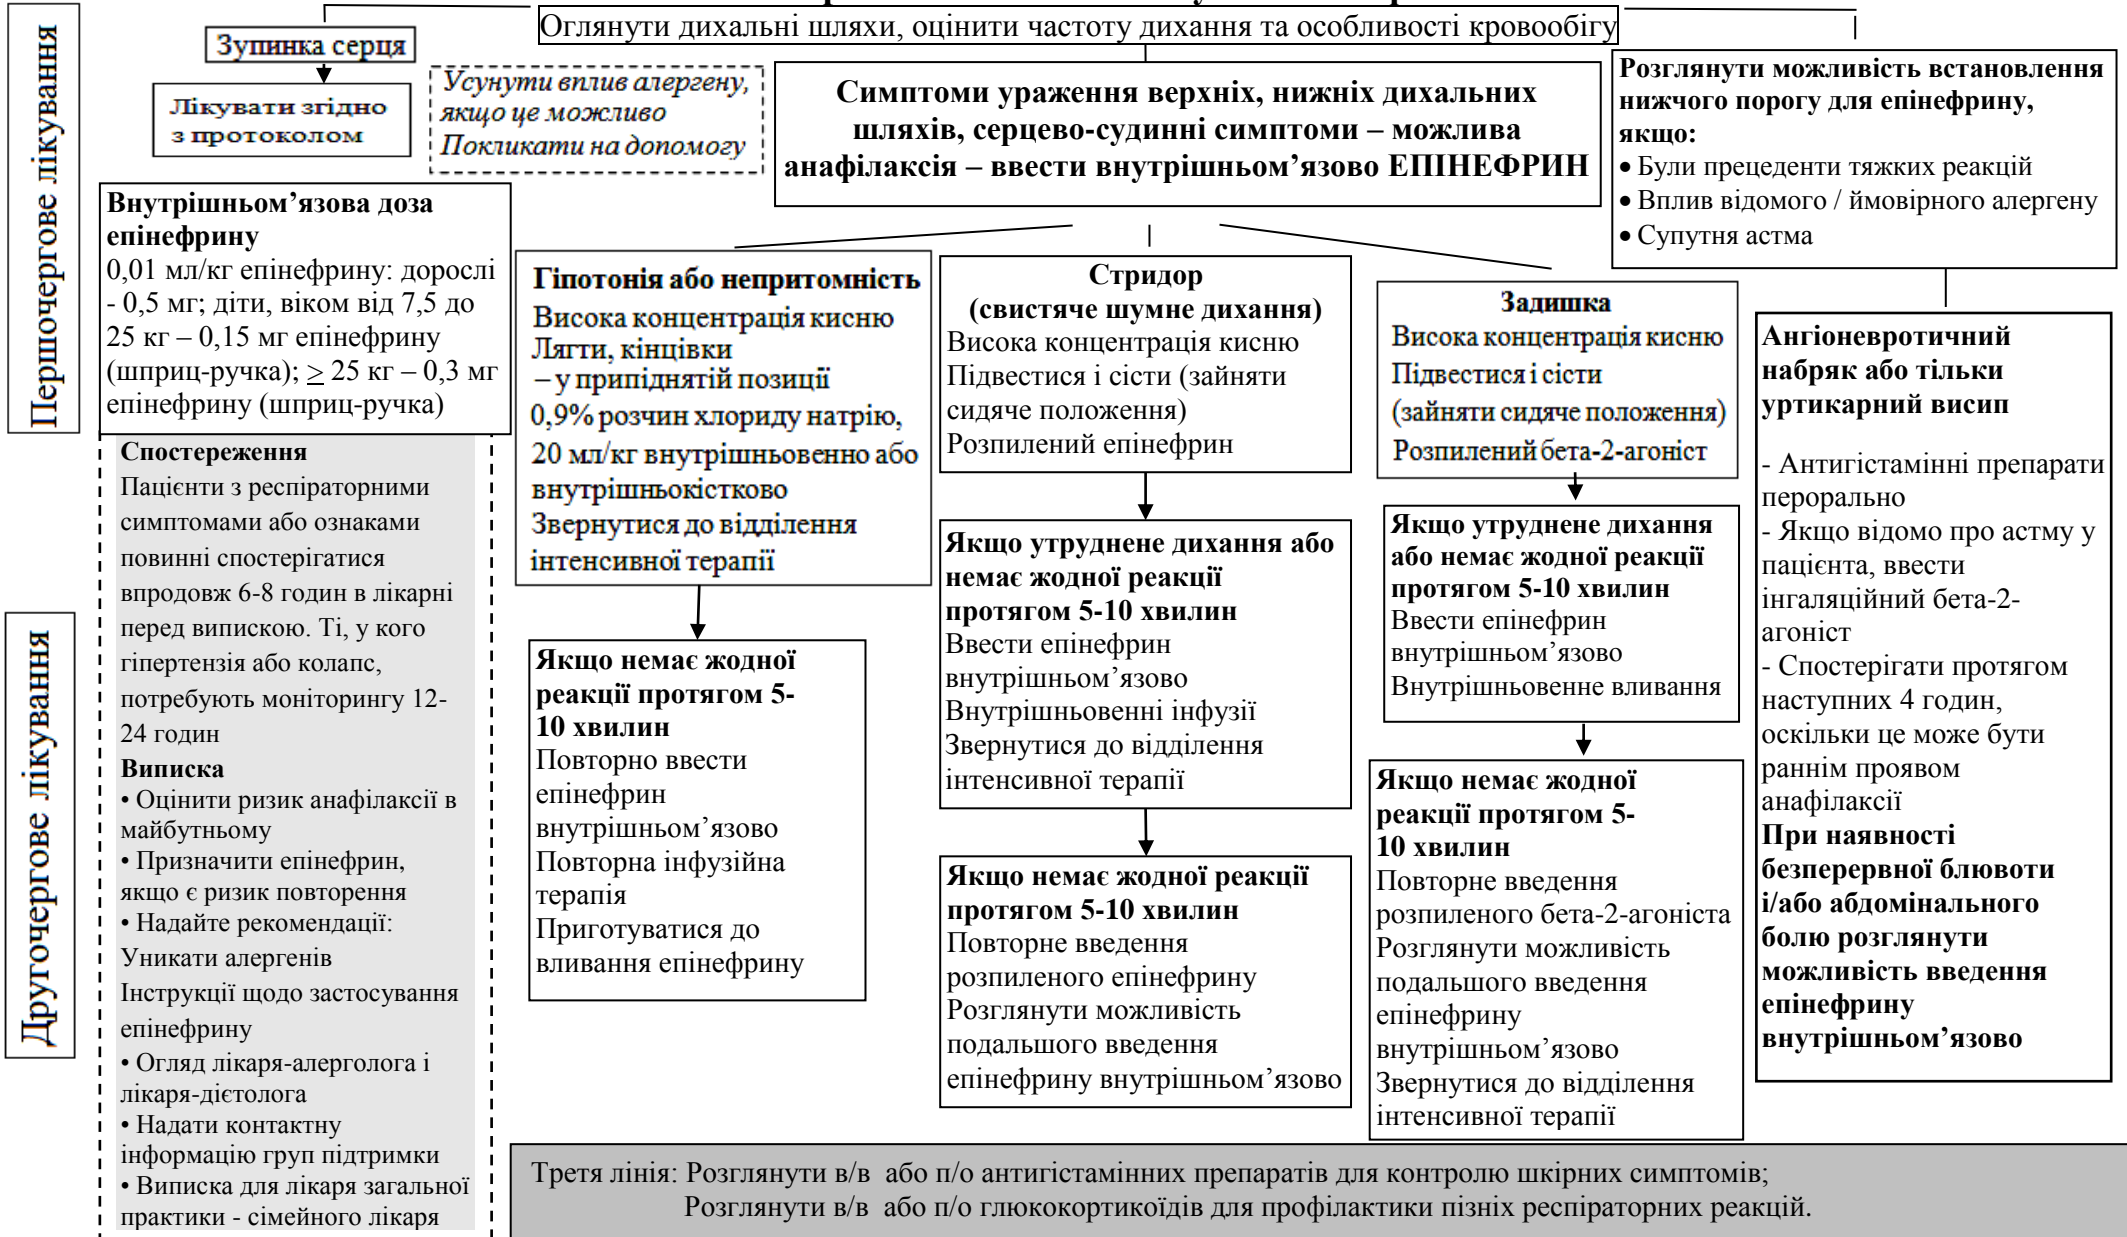 Оглянути дихальні шляхи, оцінити частоту дихання та особливості кровообігу
Першочергове лікування
Зупинка серця
Лікувати згідно
з протоколом
Усунути вплив алергену,
якщо це можливо
Покликати на допомогу
Симптоми ураження верхніх, нижніх дихальних
шляхів, серцево-судинні симптоми – можлива
анафілаксія – ввести внутрішньом’язово ЕПІНЕФРИН
Розглянути можливість встановлення
нижчого порогу для епінефрину,
якщо:
• Були прецеденти тяжких реакцій
• Вплив відомого / ймовірного алергену
• Супутня астма
Внутрішньом’язова доза
епінефрину
0,01 мл/кг епінефрину: дорослі
- 0,5 мг; діти, віком від 7,5 до
25 кг – 0,15 мг епінефрину
(шприц-ручка); ≥ 25 кг – 0,3 мг
епінефрину (шприц-ручка)
Гіпотонія або непритомність
Висока концентрація кисню
Лягти, кінцівки
– у припіднятій позиції
0,9% розчин хлориду натрію,
20 мл/кг внутрішньовенно або
внутрішньокістково
Звернутися до відділення
інтенсивної терапії
Стридор
(свистяче шумне дихання)
Висока концентрація кисню
Підвестися і сісти (зайняти
сидяче положення)
Розпилений епінефрин
Задишка
Висока концентрація кисню
Підвестися і сісти
(зайняти сидяче положення)
Розпилений бета-2-агоніст
Ангіоневротичний
набряк або тільки
уртикарний висип
- Антигістамінні препарати
перорально
- Якщо відомо про астму у
пацієнта, ввести
інгаляційний бета-2-
агоніст
- Спостерігати протягом
наступних 4 годин,
оскільки це може бути
раннім проявом
анафілаксії
При наявності
безперервної блювоти
і/або абдомінального
болю розглянути
можливість введення
епінефрину
внутрішньом’язово
Другочергове лікування
Спостереження
Пацієнти з респіраторними
симптомами або ознаками
повинні спостерігатися
впродовж 6-8 годин в лікарні
перед випискою. Ті, у кого
гіпертензія або колапс,
потребують моніторингу 12-
24 годин
Виписка
• Оцінити ризик анафілаксії в
майбутньому
• Призначити епінефрин,
якщо є ризик повторення
• Надайте рекомендації:
Уникати алергенів
Інструкції щодо застосування
епінефрину
• Огляд лікаря-алерголога і
лікаря-дієтолога
• Надати контактну
інформацію груп підтримки
• Виписка для лікаря загальної
практики - сімейного лікаря
Якщо немає жодної
реакції протягом 5-
10 хвилин
Повторно ввести
епінефрин
внутрішньом’язово
Повторна інфузійна
терапія
Приготуватися до
вливання епінефрину
Якщо утруднене дихання або
немає жодної реакції
протягом 5-10 хвилин
Ввести епінефрин
внутрішньом’язово
Внутрішньовенні інфузії
Звернутися до відділення
інтенсивної терапії
Якщо немає жодної реакції
протягом 5-10 хвилин
Повторне введення
розпиленого епінефрину
Розглянути можливість
подальшого введення
епінефрину внутрішньом’язово
Якщо утруднене дихання
або немає жодної реакції
протягом 5-10 хвилин
Ввести епінефрин
внутрішньом’язово
Внутрішньовенне вливання
Якщо немає жодної
реакції протягом 5-
10 хвилин
Повторне введення
розпиленого бета-2-агоніста
Розглянути можливість
подальшого введення
епінефрину
внутрішньом’язово
Звернутися до відділення
інтенсивної терапії
Третя лінія: Розглянути в/в або п/о антигістамінних препаратів для контролю шкірних симптомів;
Розглянути в/в або п/о глюкокортикоїдів для профілактики пізніх респіраторних реакцій.